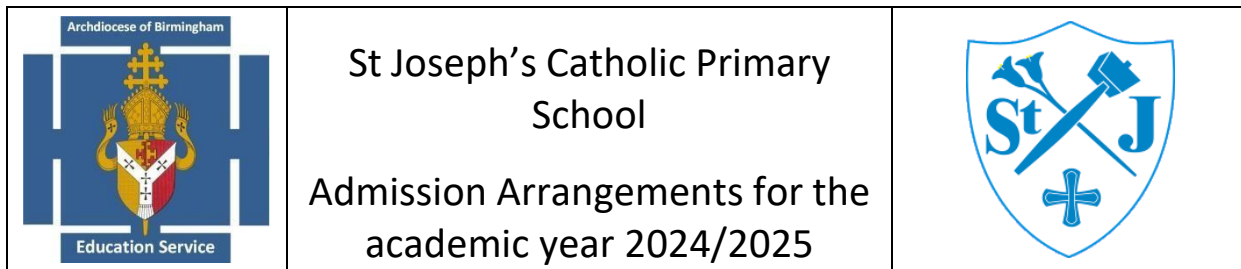 Archdiocese of Birmingham
Education Service
St Joseph’s Catholic Primary
School
Admission Arrangements for the
academic year 2024/2025
St J